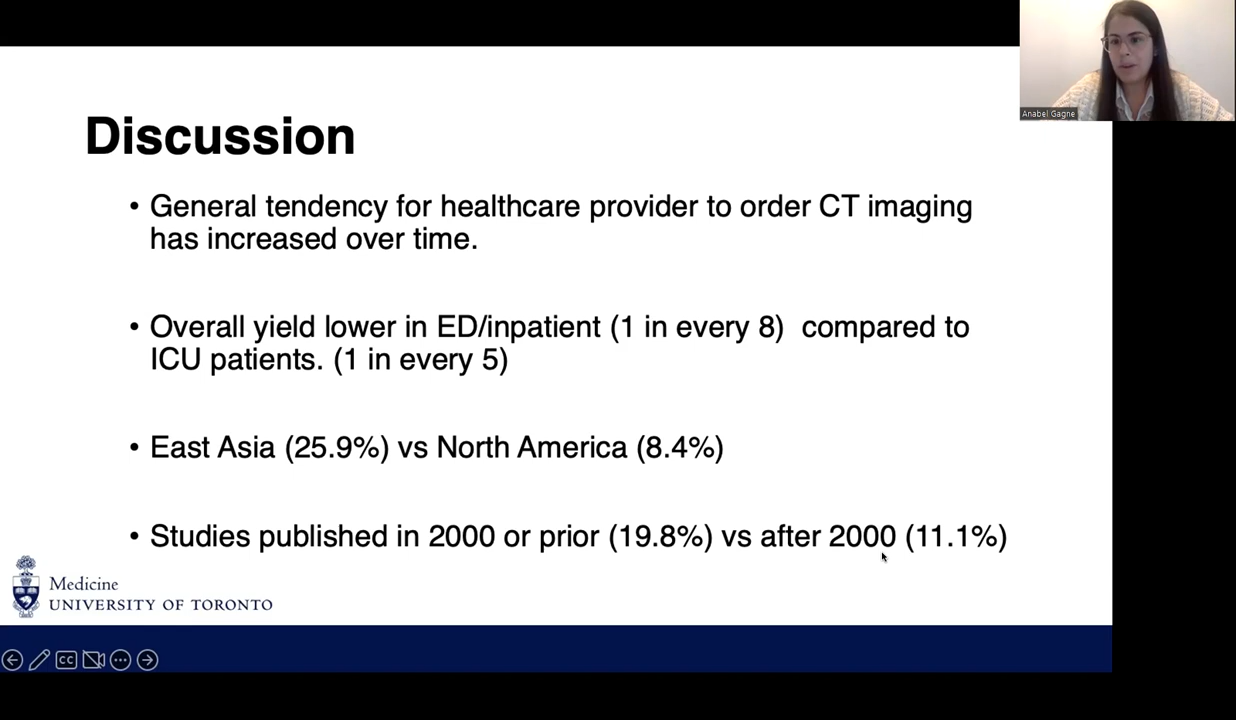 Anabel Gagne
Discussion
• General tendency for healthcare provider to order CT imaging
has increased over time.
• Overall yield lower in ED/inpatient (1 in every 8)  compared to
ICU patients. (1 in every 5)
• East Asia (25.9%) vs North America (8.4%)
• Studies published in 2000 or prior (19.8%) vs after 2000 (11.1%)
Medicine
UNIVERSITY OF TORONTO
CC